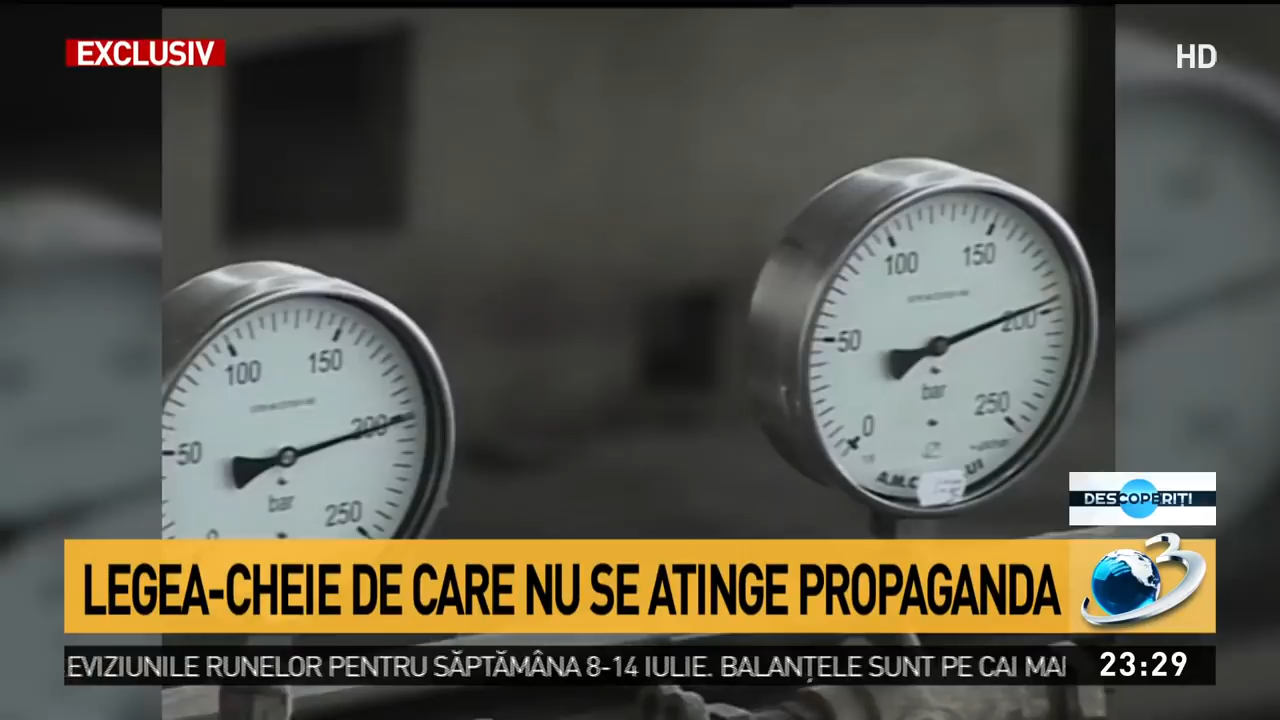 EXCLUSIV
HD
100 150
50 200
bar
0 250
100 150
50 200
bar
0 250
DESCOPERIȚI
LEGEA-CHEIE DE CARE NU SE ATINGE PROPAGANDA
3
EVIZIUNILE RUNELOR PENTRU SĂPTĂMÂNA 8-14 IULIE. BALANȚELE SUNT PE CAI MAI
23:29